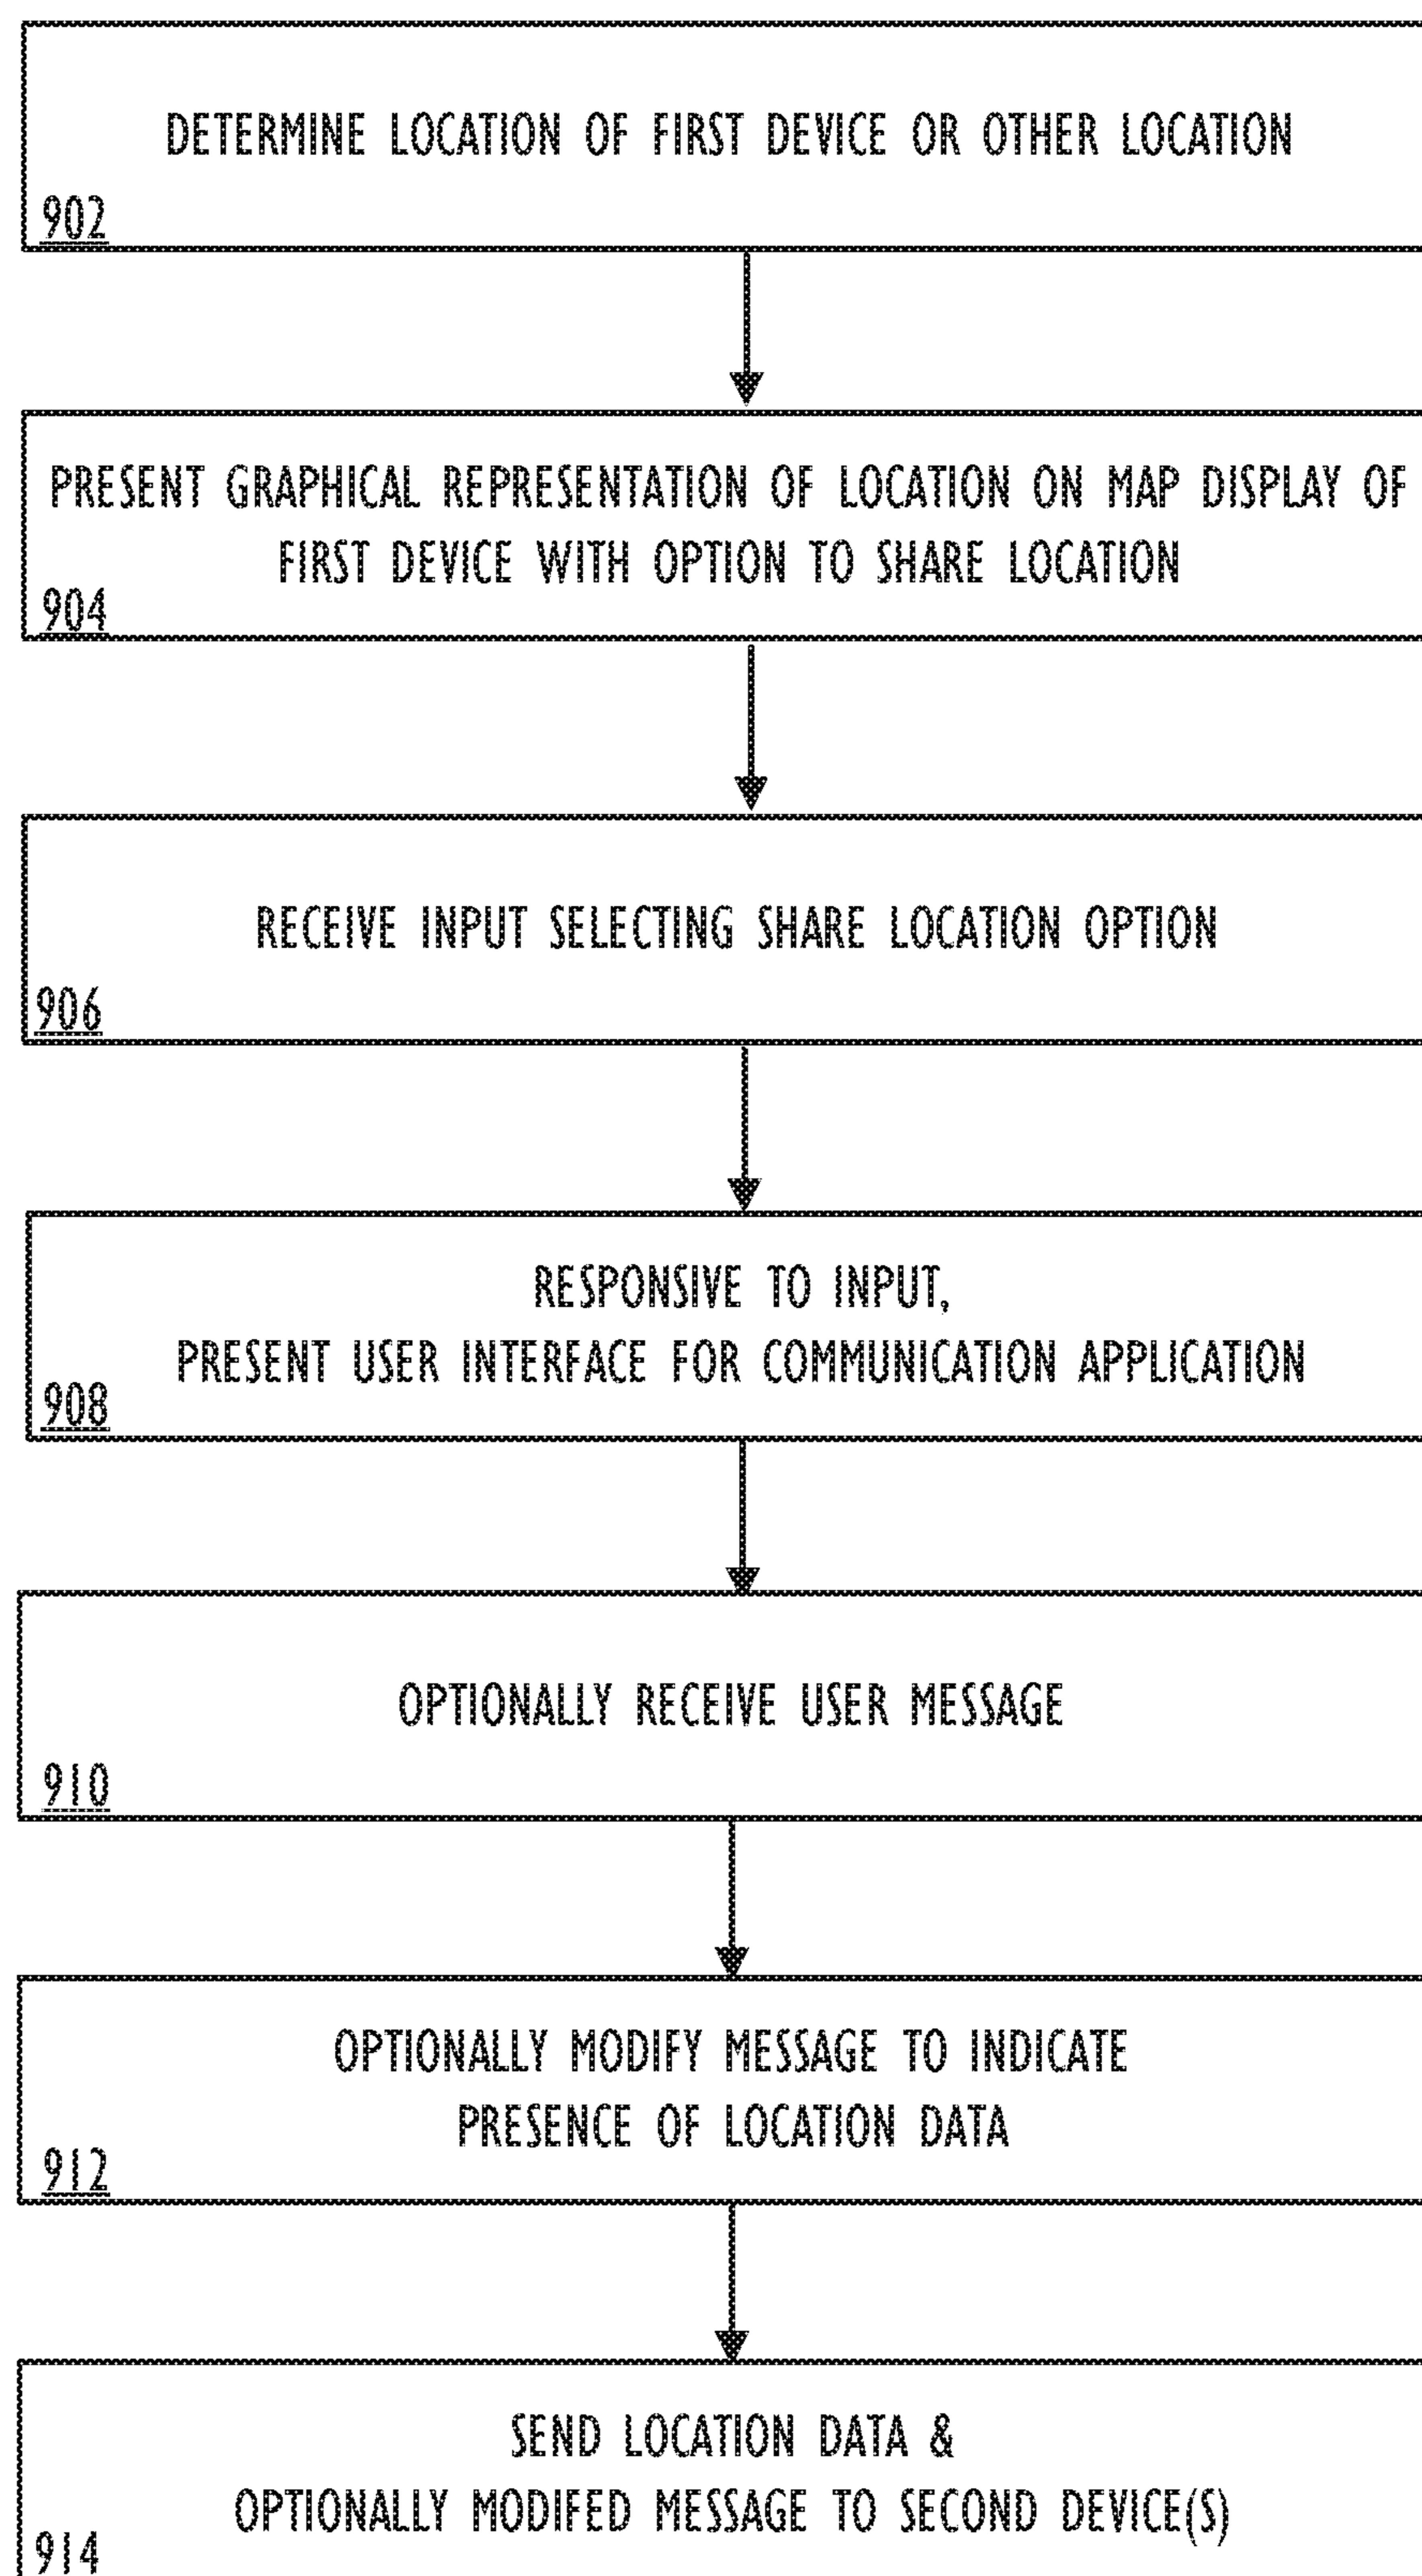 DETERMINE LOCATION OF FIRST DEVICE OR OTHER LOCATION
902
PRESENT GRAPHICAL REPRESENTATION OF LOCATION ON MAP DISPLAY OF
FIRST DEVICE WITH OPTION TO SHARE LOCATION
904
RECEIVE INPUT SELECTING SHARE LOCATION OPTION
906
RESPONSIVE TO INPUT,
PRESENT USER INTERFACE FOR COMMUNICATION APPLICATION
908
OPTIONALLY RECEIVE USER MESSAGE
910
OPTIONALLY MODIFY MESSAGE TO INDICATE
PRESENCE OF LOCATION DATA
912
SEND LOCATION DATA &
OPTIONALLY MODIFED MESSAGE TO SECOND DEVICE(S)
914